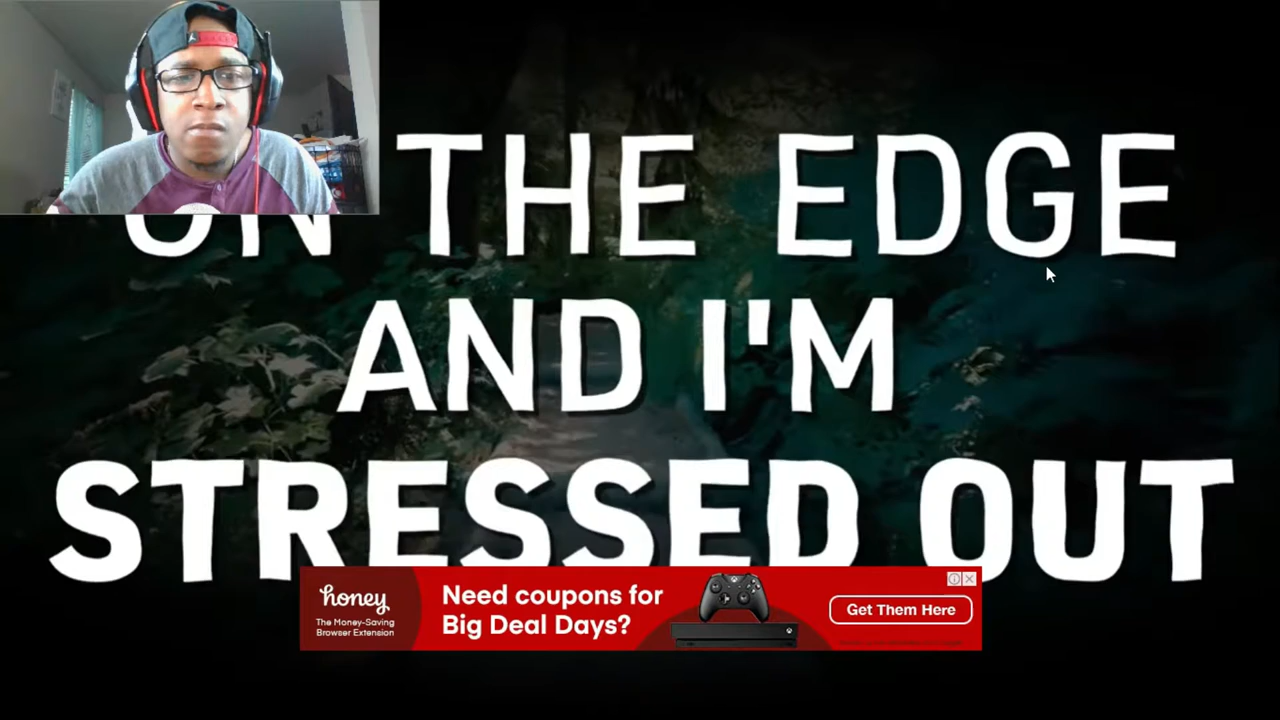 ON THE EDGE
AND I'M
STRESSED OUT
honey
The Money-Saving
Browser Extension
Need coupons for
Big Deal Days?
Get Them Here